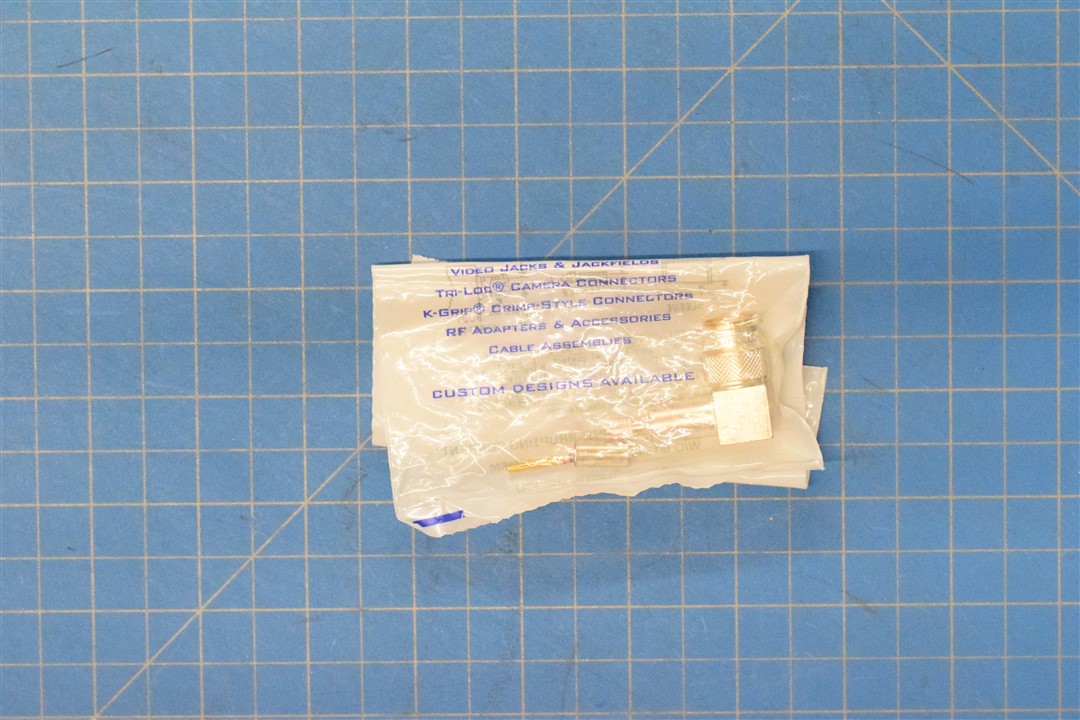 VIDEO JACKS & JACKFIELDS
TRI-LOC® CAMERA CONNECTORS
K-GRIP® CRIMP-STYLE CONNECTORS
RF ADAPTERS & ACCESSORIES
CABLE ASSEMBLIES
CUSTOM DESIGNS AVAILABLE